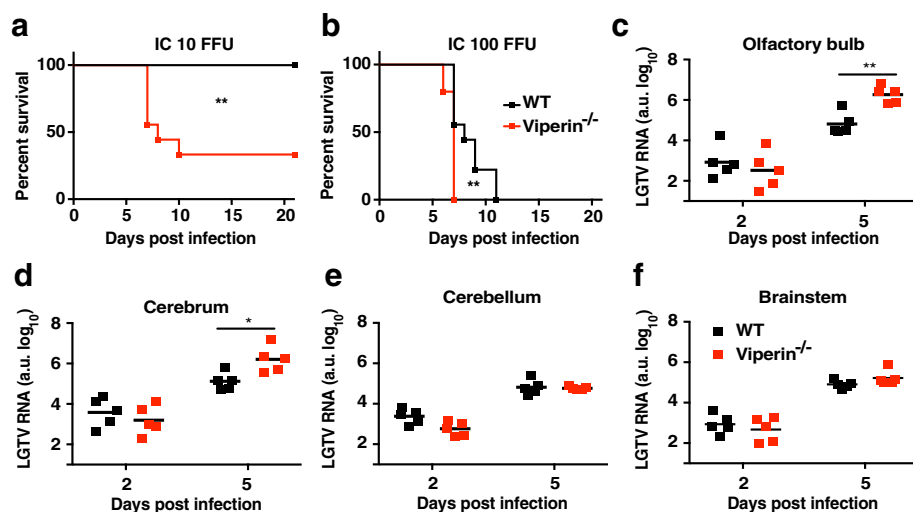 a
IC 10 FFU
Percent survival
100
50
0
0 5 10 15 20
**
Days post infection
b
IC 100 FFU
Percent survival
100
50
0
0 5 10 15 20
**
WT
Viperin-/-
Days post infection
c
Olfactory bulb
LGTV RNA (a.u. log10)
8
6
4
2
**
2 5
Days post infection
d
Cerebrum
LGTV RNA (a.u. log10)
8
6
4
2
*
2 5
Days post infection
e
Cerebellum
LGTV RNA (a.u. log10)
8
6
4
2
2 5
Days post infection
f
Brainstem
LGTV RNA (a.u. log10)
8
6
4
2
WT
Viperin-/-
2 5
Days post infection